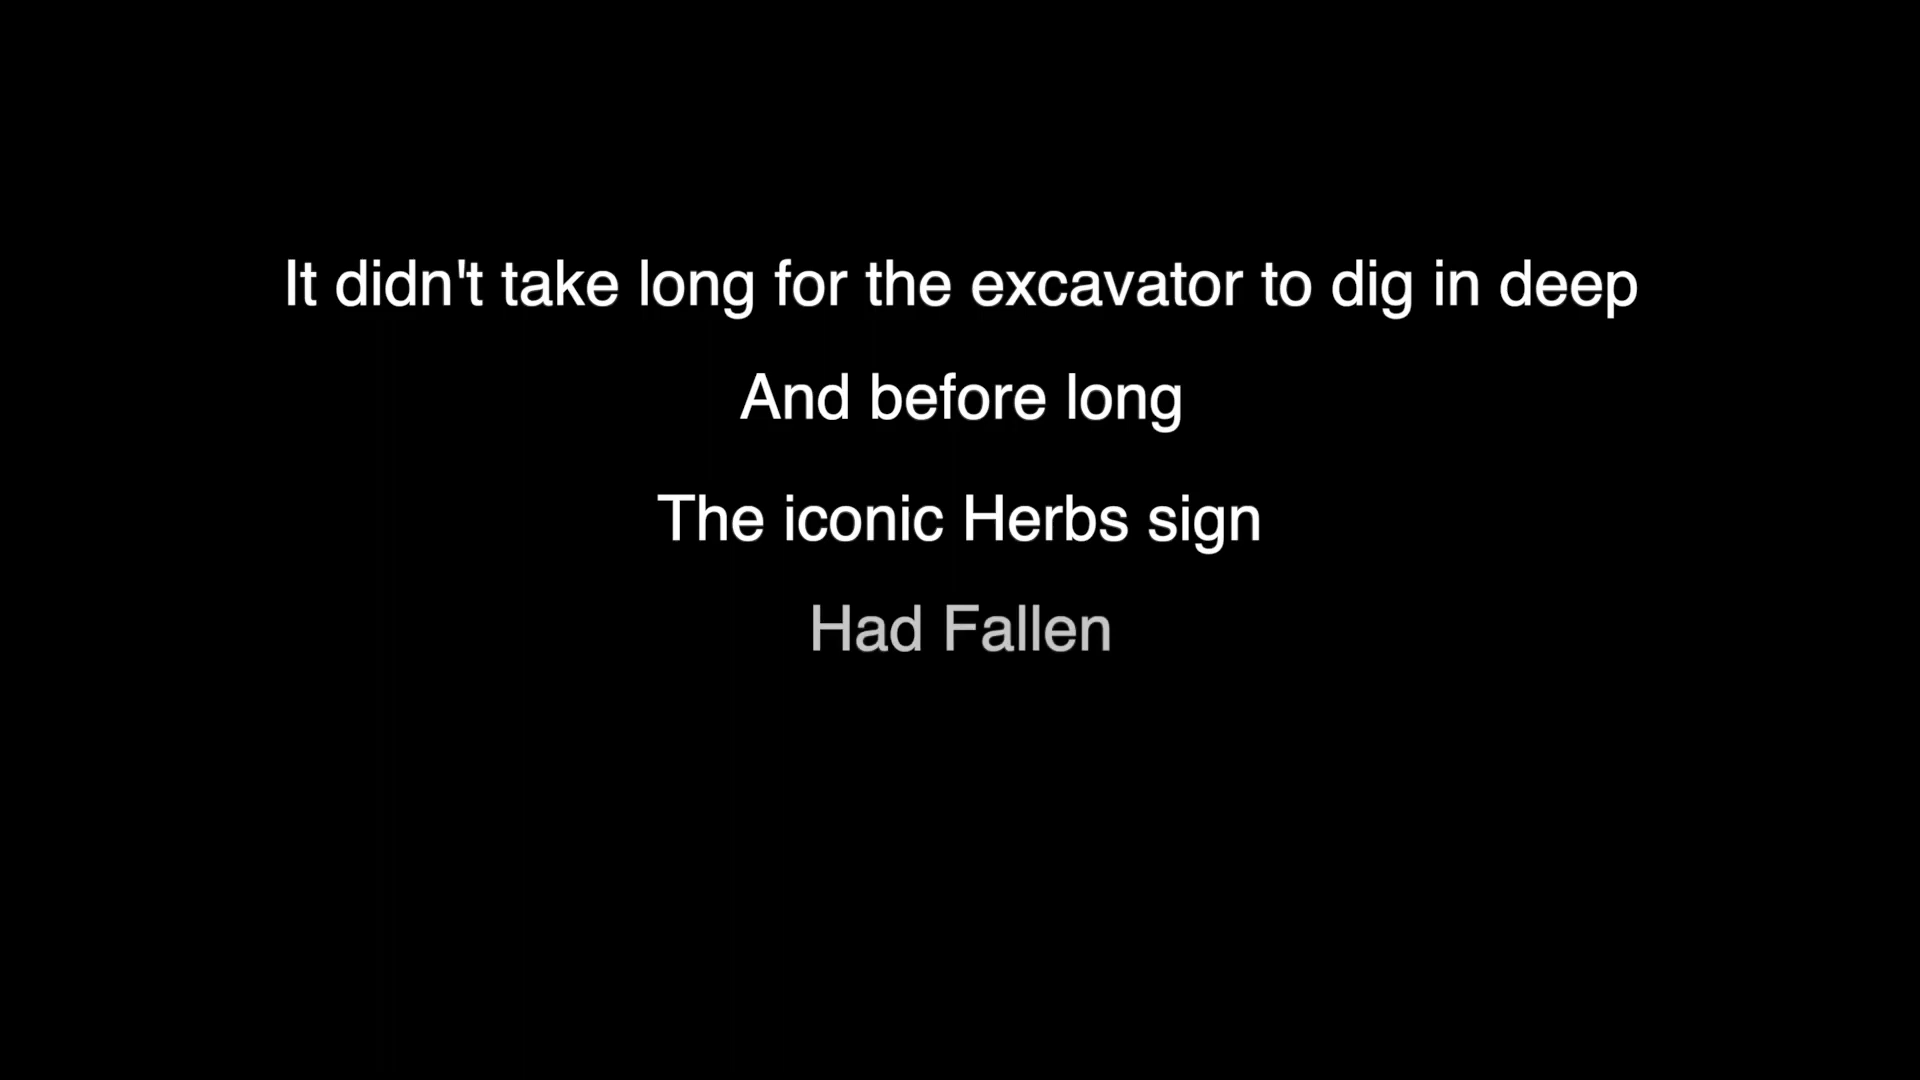 It didn't take long for the excavator to dig in deep
And before long
The iconic Herbs sign
Had Fallen